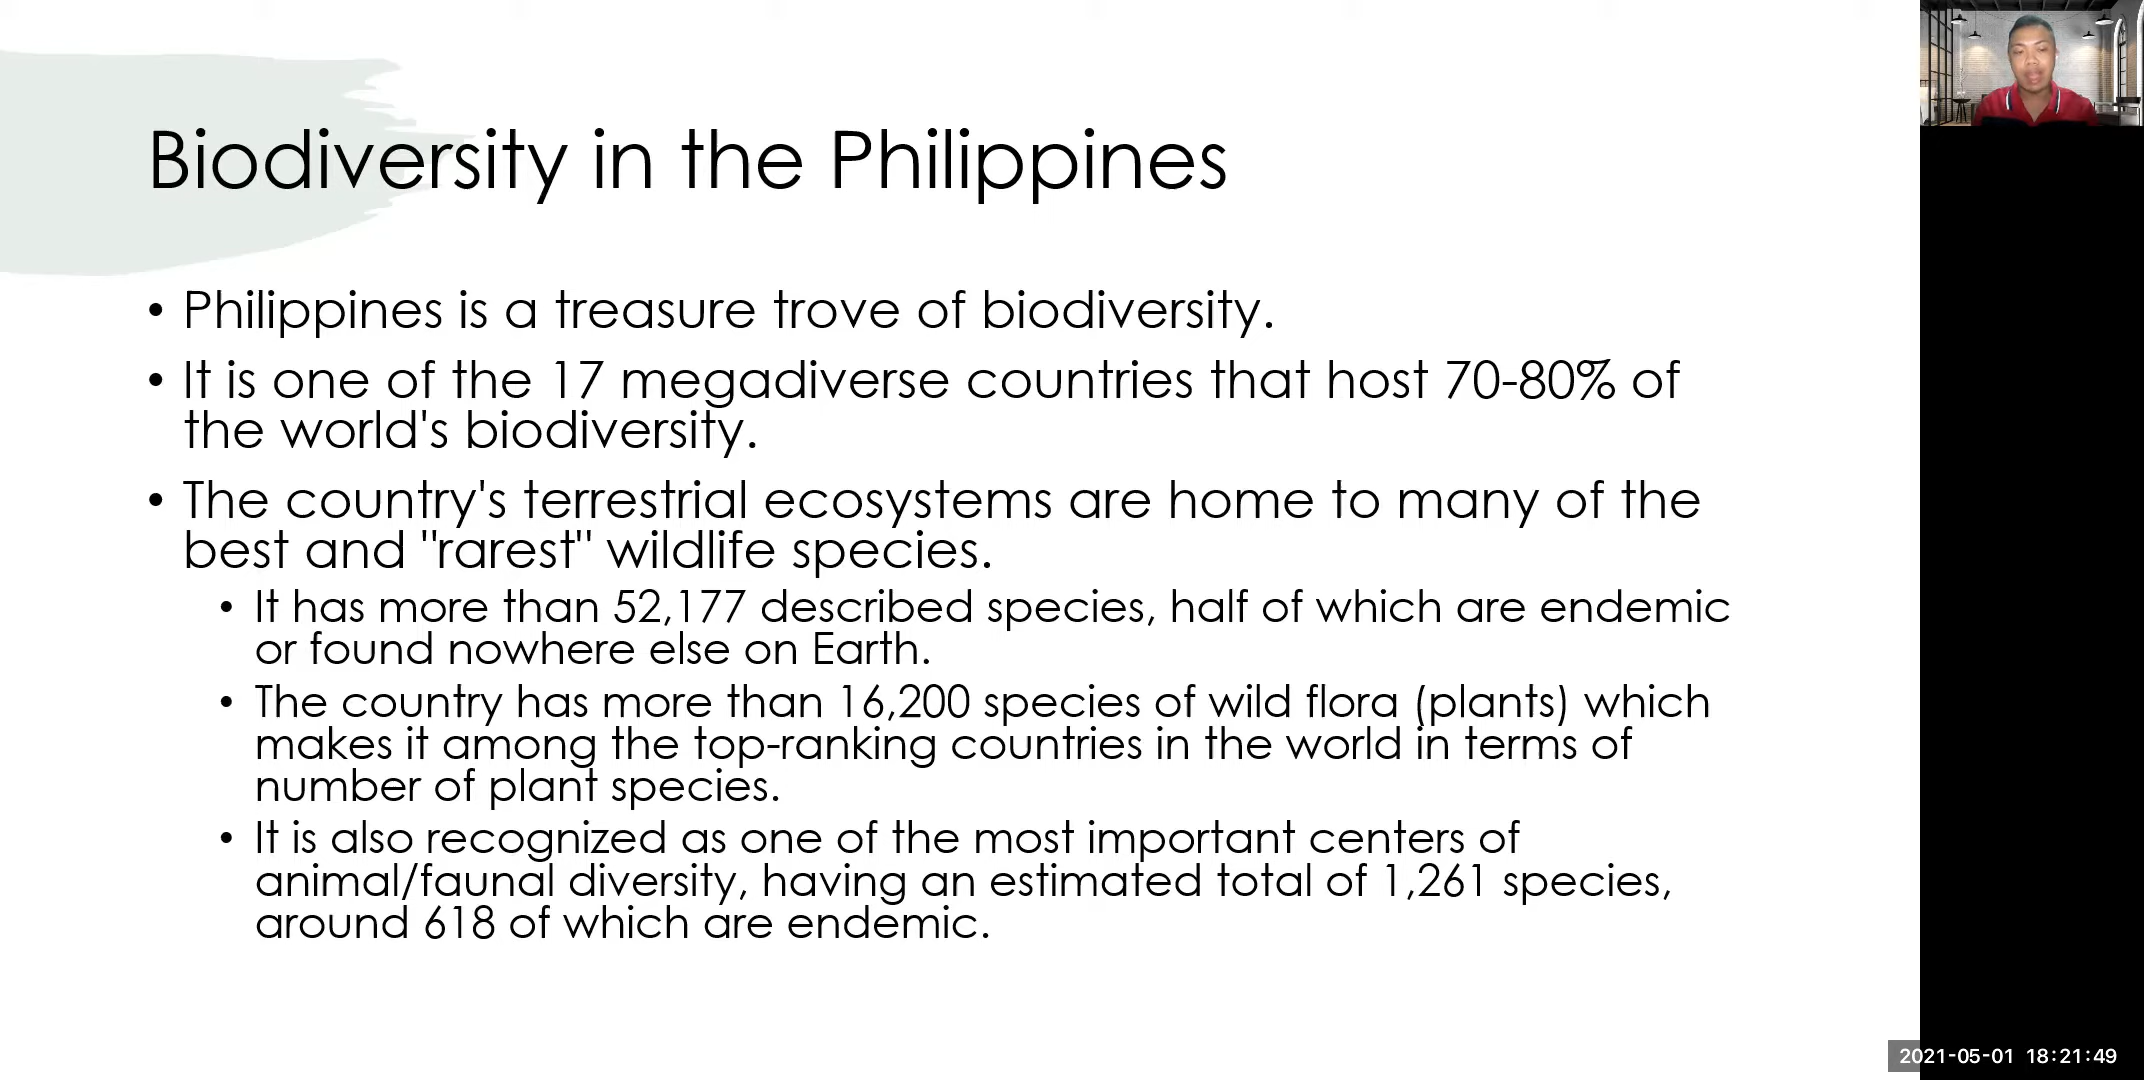 Biodiversity in the Philippines
• Philippines is a treasure trove of biodiversity.
• It is one of the 17 megadiverse countries that host 70-80% of
the world's biodiversity.
• The country's terrestrial ecosystems are home to many of the
best and "rarest" wildlife species.
• It has more than 52,177 described species, half of which are endemic
or found nowhere else on Earth.
• The country has more than 16,200 species of wild flora (plants) which
makes it among the top-ranking countries in the world in terms of
number of plant species.
• It is also recognized as one of the most important centers of
animal/faunal diversity, having an estimated total of 1,261 species,
around 618 of which are endemic.
2021-05-01 18:21:49